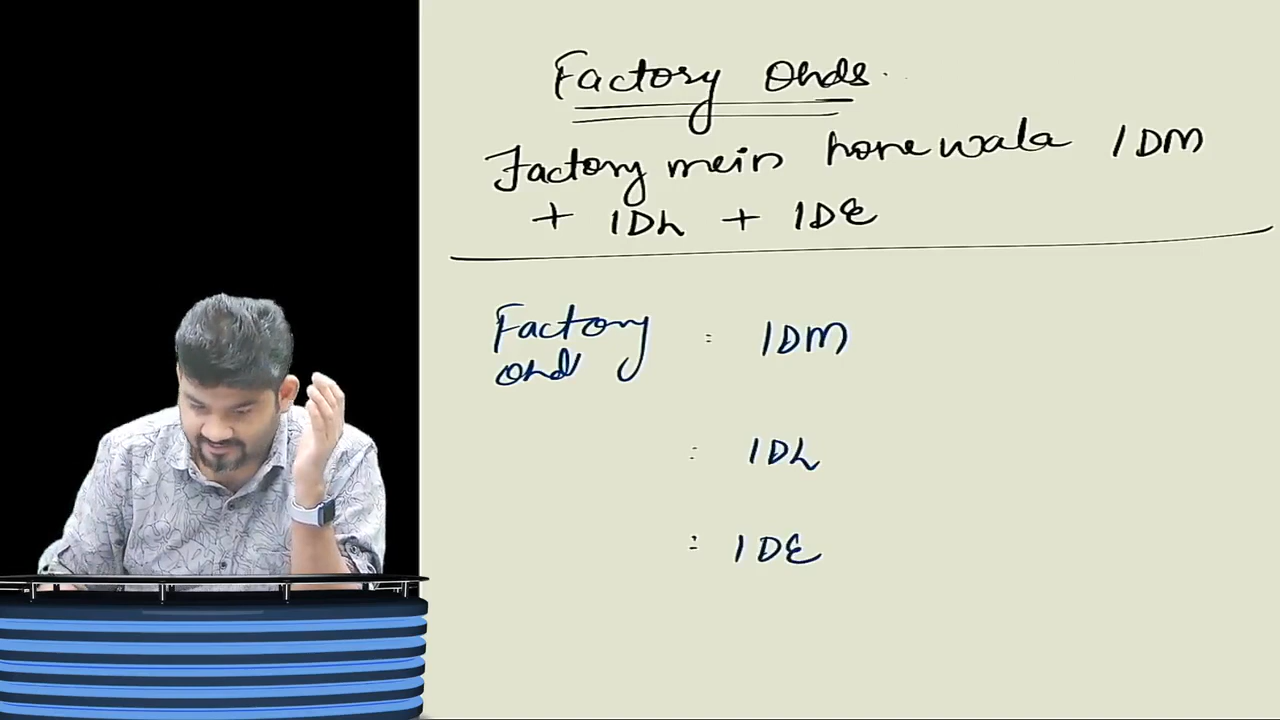 Factory Ohds.
Factory mein hone wala IDM
+ IDL + IDE
Factory : IDM
ohd
: IDL
: IDE